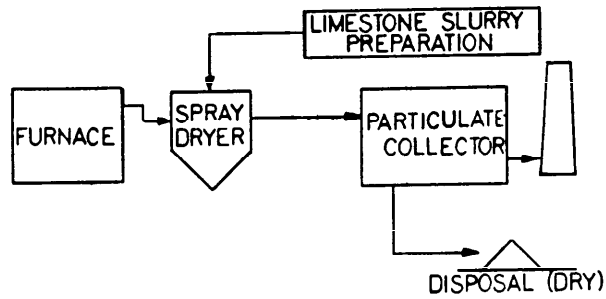 LIMESTONE SLURRY
PREPARATION
FURNACE
SPRAY
DRYER
PARTICULATE
COLLECTOR
DISPOSAL (DRY)